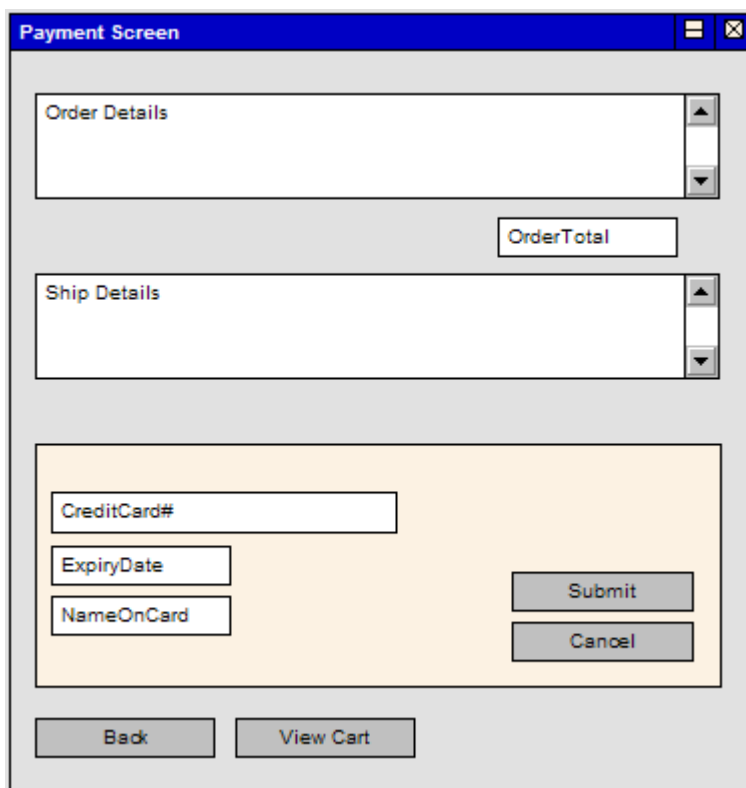 Payment Screen
Order Details
OrderTotal
Ship Details
CreditCard#
ExpiryDate
NameOnCard
Submit
Cancel
Back
View Cart